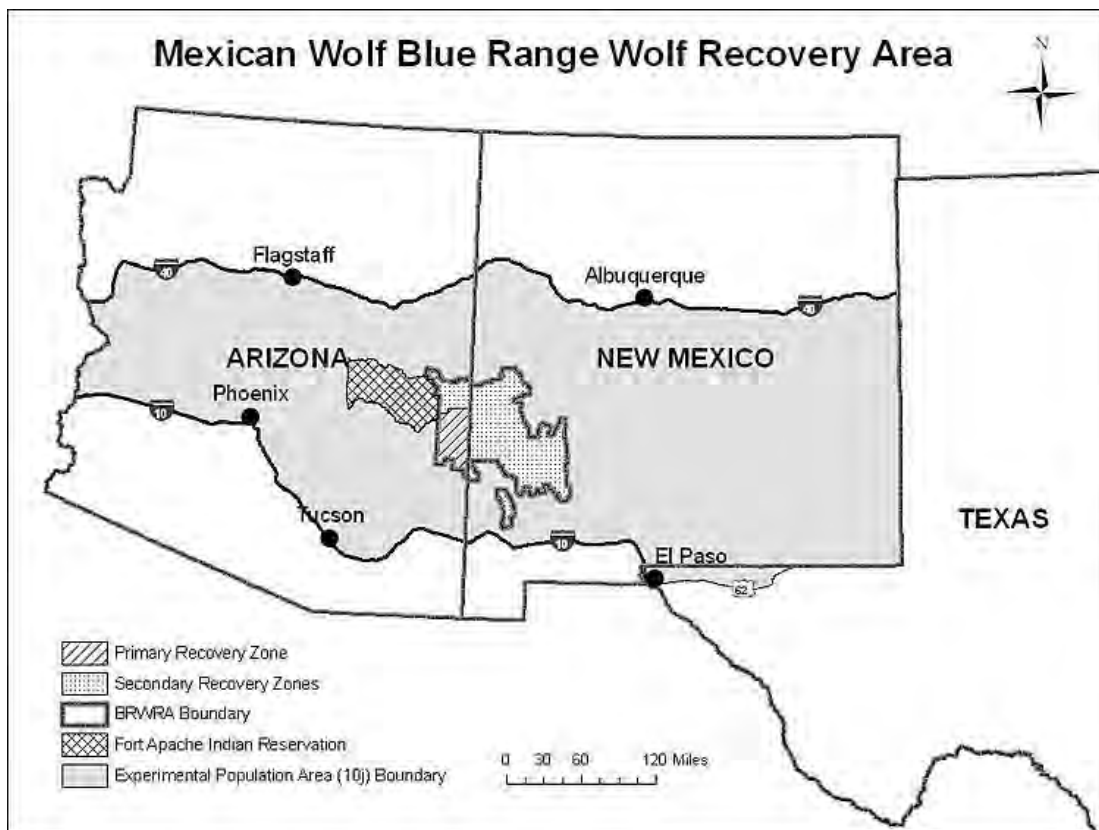 Mexican Wolf Blue Range Wolf Recovery Area
N
Flagstaff
40
Albuquerque
40
ARIZONA
NEW MEXICO
Phoenix
10
Tucson
10
El Paso
62
TEXAS
Primary Recovery Zone
Secondary Recovery Zones
BRWRA Boundary
Fort Apache Indian Reservation
Experimental Population Area (10j) Boundary
0 30 60 120 Miles